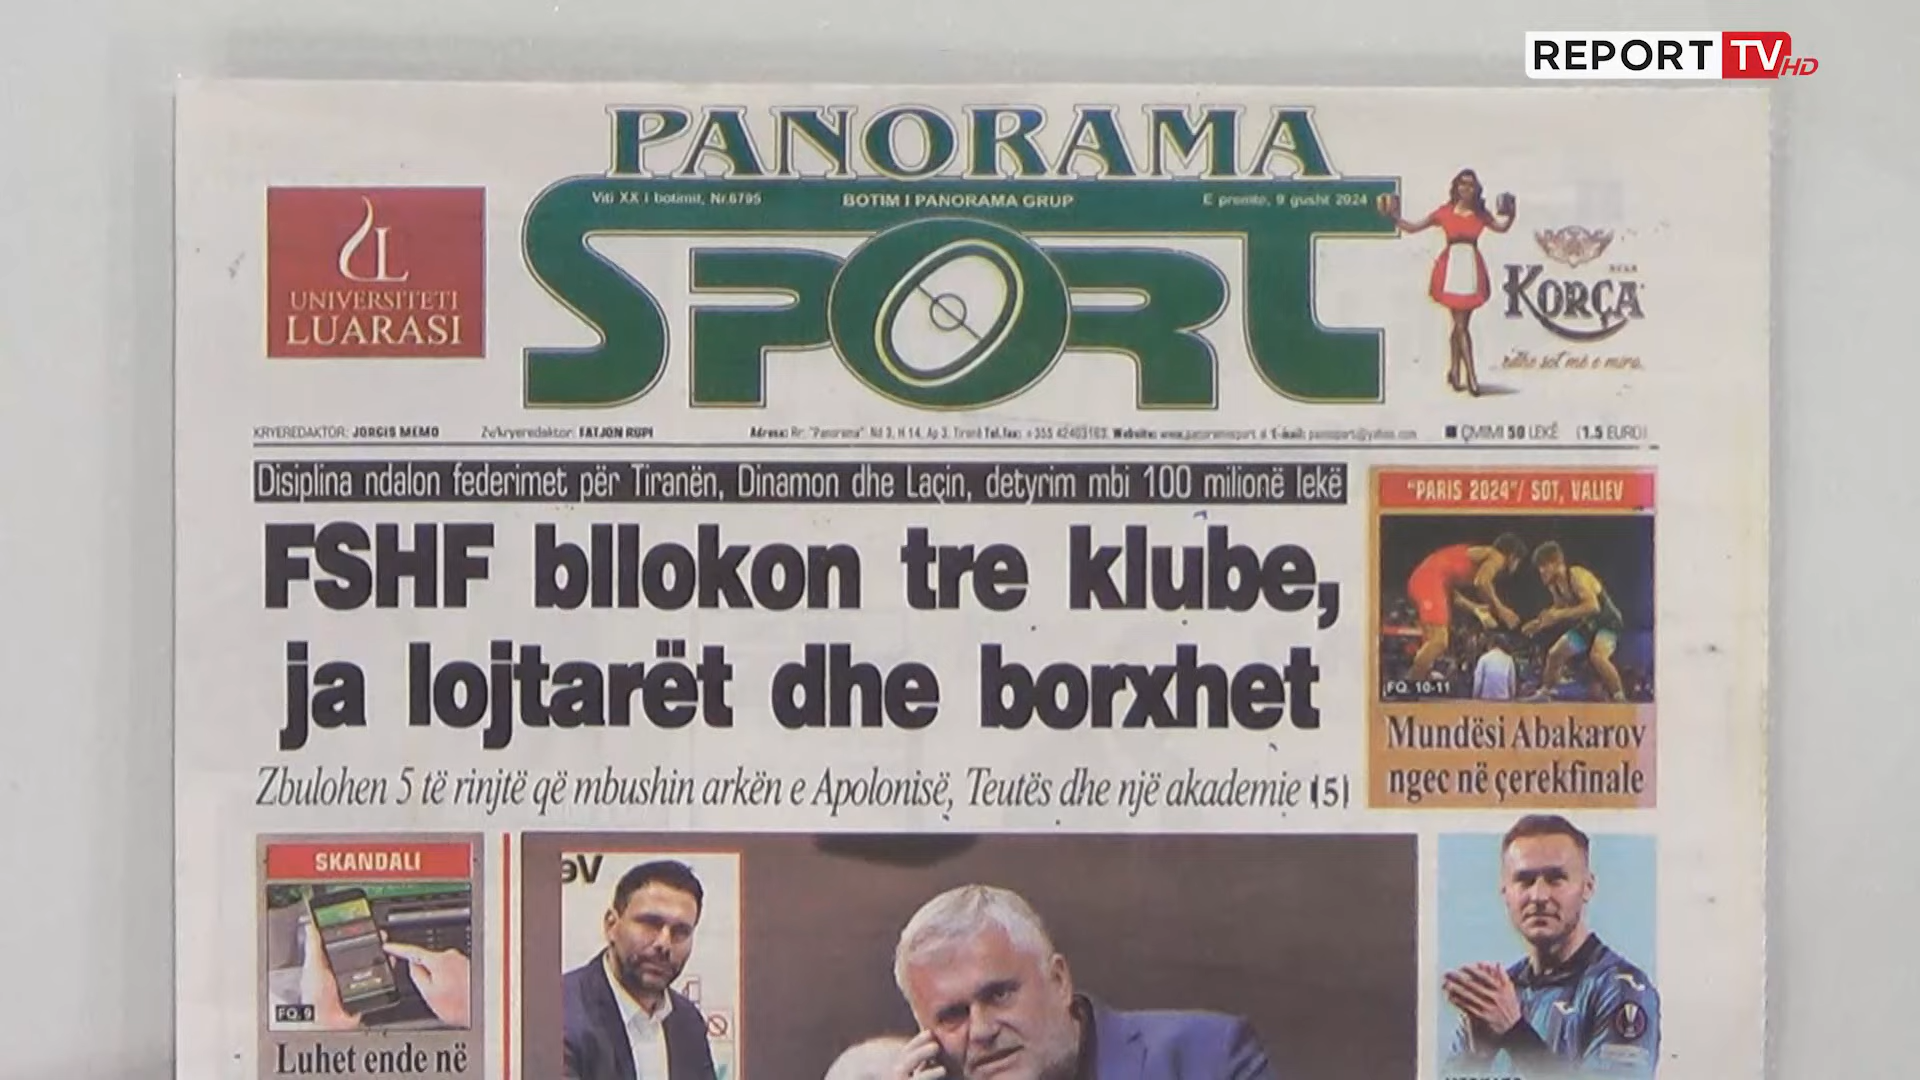 REPORT TV HD
PANORAMA
Viti XX i botimit, Nr.6795
BOTIM I PANORAMA GRUP
E premte, 9 gusht 2024
SPORT
UNIVERSITETI
LUARASI
KORÇA
KRYEREDAKTOR: JORGIS MEMO
Zv/kryeredaktor: FATJON RUPI
Adresa: Rr. "Panorama"
ÇMIMI 50 LEKË (1.5 EURO)
Disiplina ndalon federimet për Tiranën, Dinamon dhe Laçin, detyrim mbi 100 milionë lekë
FSHF bllokon tre klube,
ja lojtarët dhe borxhet
Zbulohen 5 të rinjtë që mbushin arkën e Apolonisë, Teutës dhe një akademie (5)
"PARIS 2024"/ SOT, VALIEV
FQ. 10-11
Mundësi Abakarov
ngec në çerekfinale
SKANDALI
FQ. 9
Luhet ende në